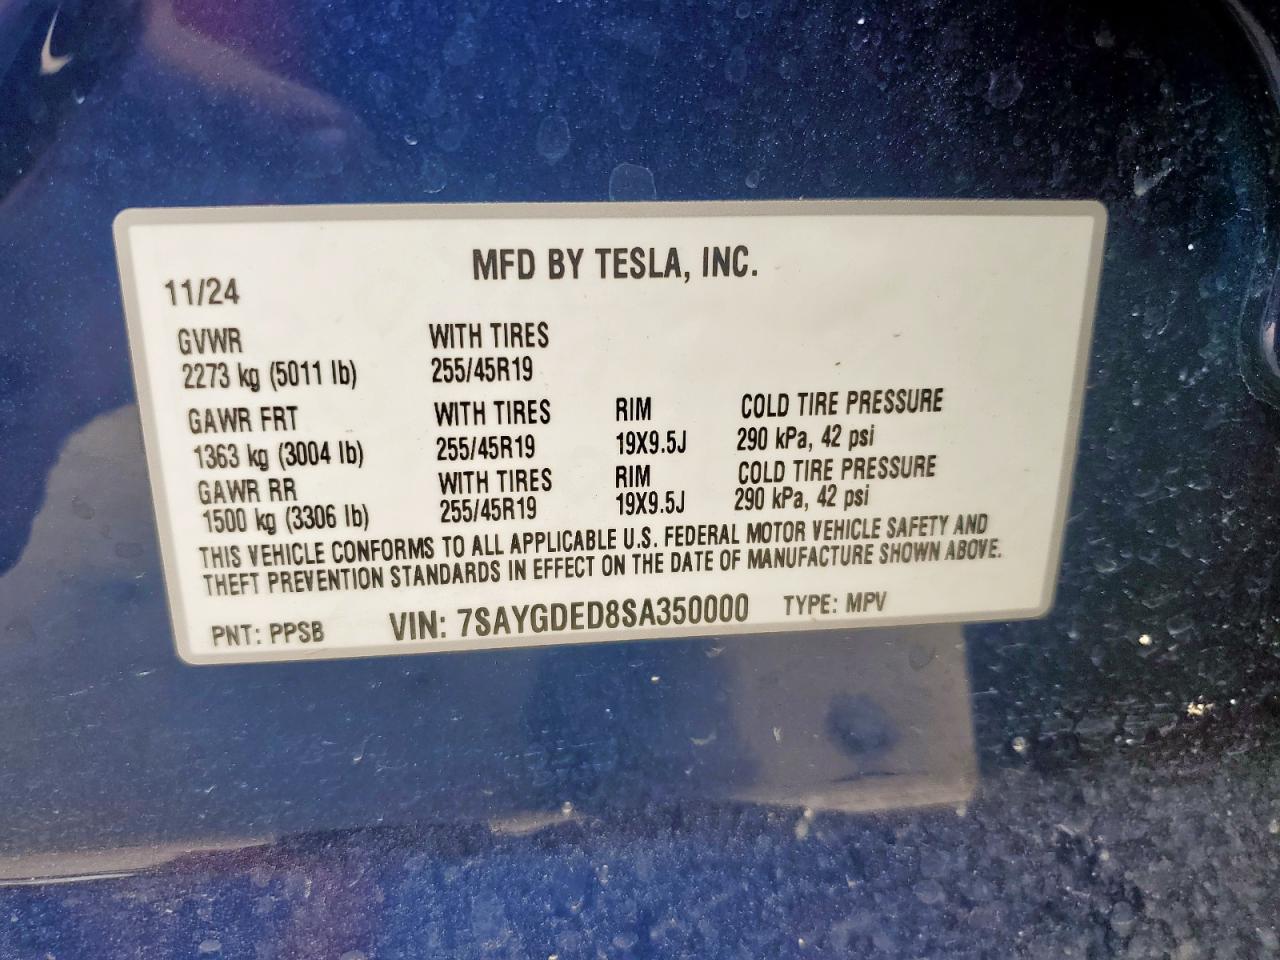 MFD BY TESLA, INC.
11/24
GVWR WITH TIRES
2273 kg (5011 lb) 255/45R19
GAWR FRT WITH TIRES RIM COLD TIRE PRESSURE
1363 kg (3004 lb) 255/45R19 19X9.5J 290 kPa, 42 psi
GAWR RR WITH TIRES RIM COLD TIRE PRESSURE
1500 kg (3306 lb) 255/45R19 19X9.5J 290 kPa, 42 psi
THIS VEHICLE CONFORMS TO ALL APPLICABLE U.S. FEDERAL MOTOR VEHICLE SAFETY AND
THEFT PREVENTION STANDARDS IN EFFECT ON THE DATE OF MANUFACTURE SHOWN ABOVE.
PNT: PPSB VIN: 7SAYGDED8SA350000 TYPE: MPV